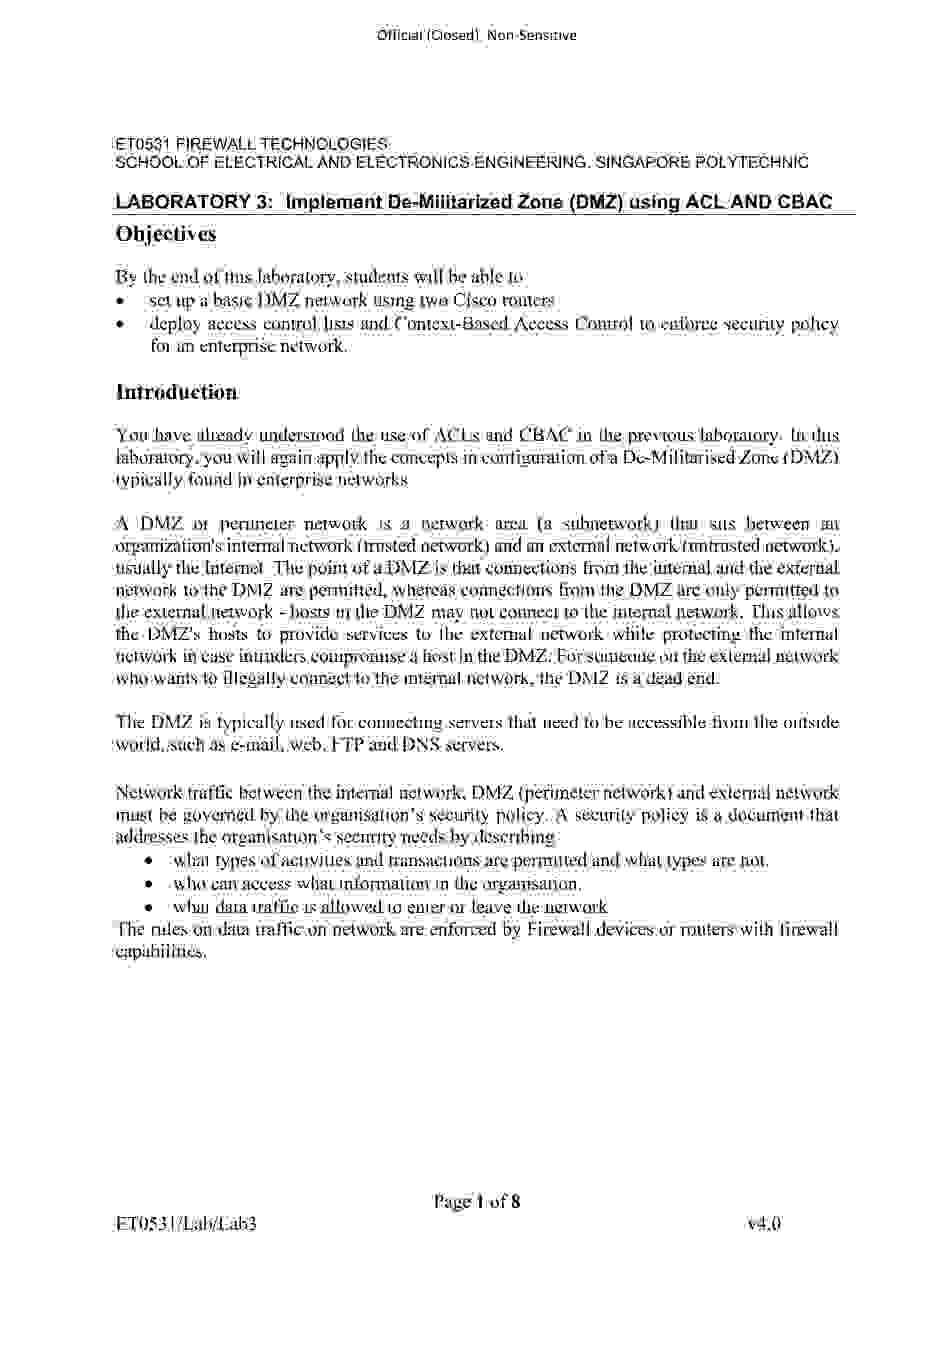 Official (Closed), Non-Sensitive
ET0531 FIREWALL TECHNOLOGIES
SCHOOL OF ELECTRICAL AND ELECTRONICS ENGINEERING, SINGAPORE POLYTECHNIC
LABORATORY 3: Implement De-Militarized Zone (DMZ) using ACL AND CBAC
Objectives
By the end of this laboratory, students will be able to
• set up a basic DMZ network using two Cisco routers
• deploy access control lists and Context-Based Access Control to enforce security policy
for an enterprise network.
Introduction
You have already understood the use of ACLs and CBAC in the previous laboratory. In this
laboratory, you will again apply the concepts in configuration of a De-Militarised Zone (DMZ)
typically found in enterprise networks
A DMZ or perimeter network is a network area (a subnetwork) that sits between an
organization's internal network (trusted network) and an external network (untrusted network),
usually the Internet. The point of a DMZ is that connections from the internal and the external
network to the DMZ are permitted, whereas connections from the DMZ are only permitted to
the external network - hosts in the DMZ may not connect to the internal network. This allows
the DMZ's hosts to provide services to the external network while protecting the internal
network in case intruders compromise a host in the DMZ. For someone on the external network
who wants to illegally connect to the internal network, the DMZ is a dead end.
The DMZ is typically used for connecting servers that need to be accessible from the outside
world, such as e-mail, web, FTP and DNS servers.
Network traffic between the internal network, DMZ (perimeter network) and external network
must be governed by the organisation's security policy. A security policy is a document that
addresses the organisation's security needs by describing
• what types of activities and transactions are permitted and what types are not.
• who can access what information in the organisation.
• what data traffic is allowed to enter or leave the network
The rules on data traffic on network are enforced by Firewall devices or routers with firewall
capabilities.
Page 1 of 8
ET0531/Lab/Lab3 v4.0